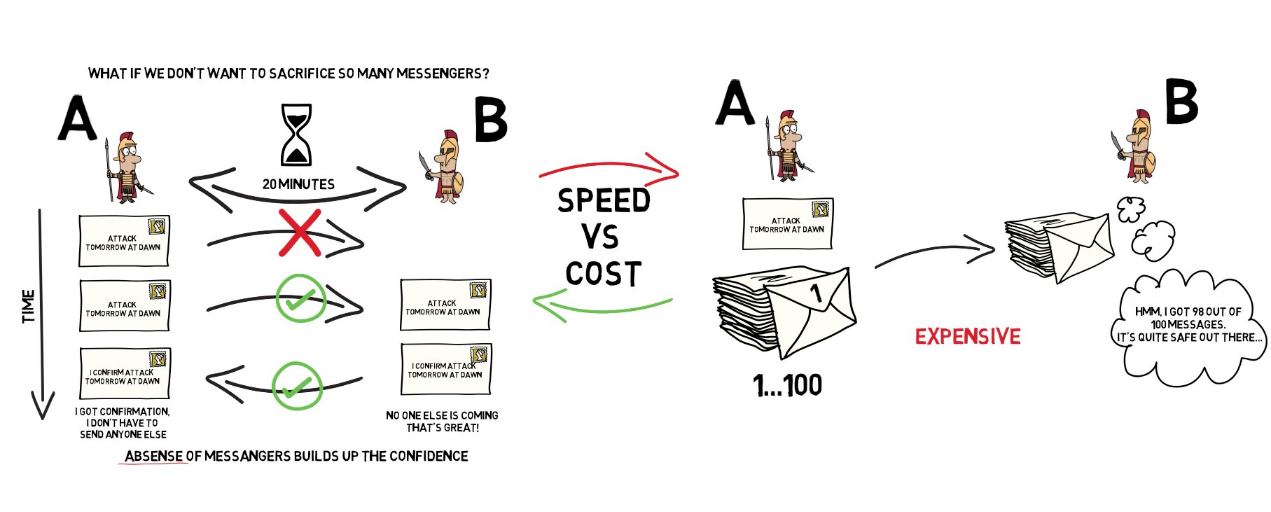 WHAT IF WE DON'T WANT TO SACRIFICE SO MANY MESSENGERS?
A
B
20 MINUTES
TIME
ATTACK
TOMORROW AT DAWN
ATTACK
TOMORROW AT DAWN
ATTACK
TOMORROW AT DAWN
I CONFIRM ATTACK
TOMORROW AT DAWN
I CONFIRM ATTACK
TOMORROW AT DAWN
I GOT CONFIRMATION,
I DON'T HAVE TO
SEND ANYONE ELSE
NO ONE ELSE IS COMING
THAT'S GREAT!
ABSENSE OF MESSANGERS BUILDS UP THE CONFIDENCE
SPEED
VS
COST
A
B
ATTACK
TOMORROW AT DAWN
1
1...100
EXPENSIVE
HMM, I GOT 98 OUT OF
100 MESSAGES.
IT'S QUITE SAFE OUT THERE...